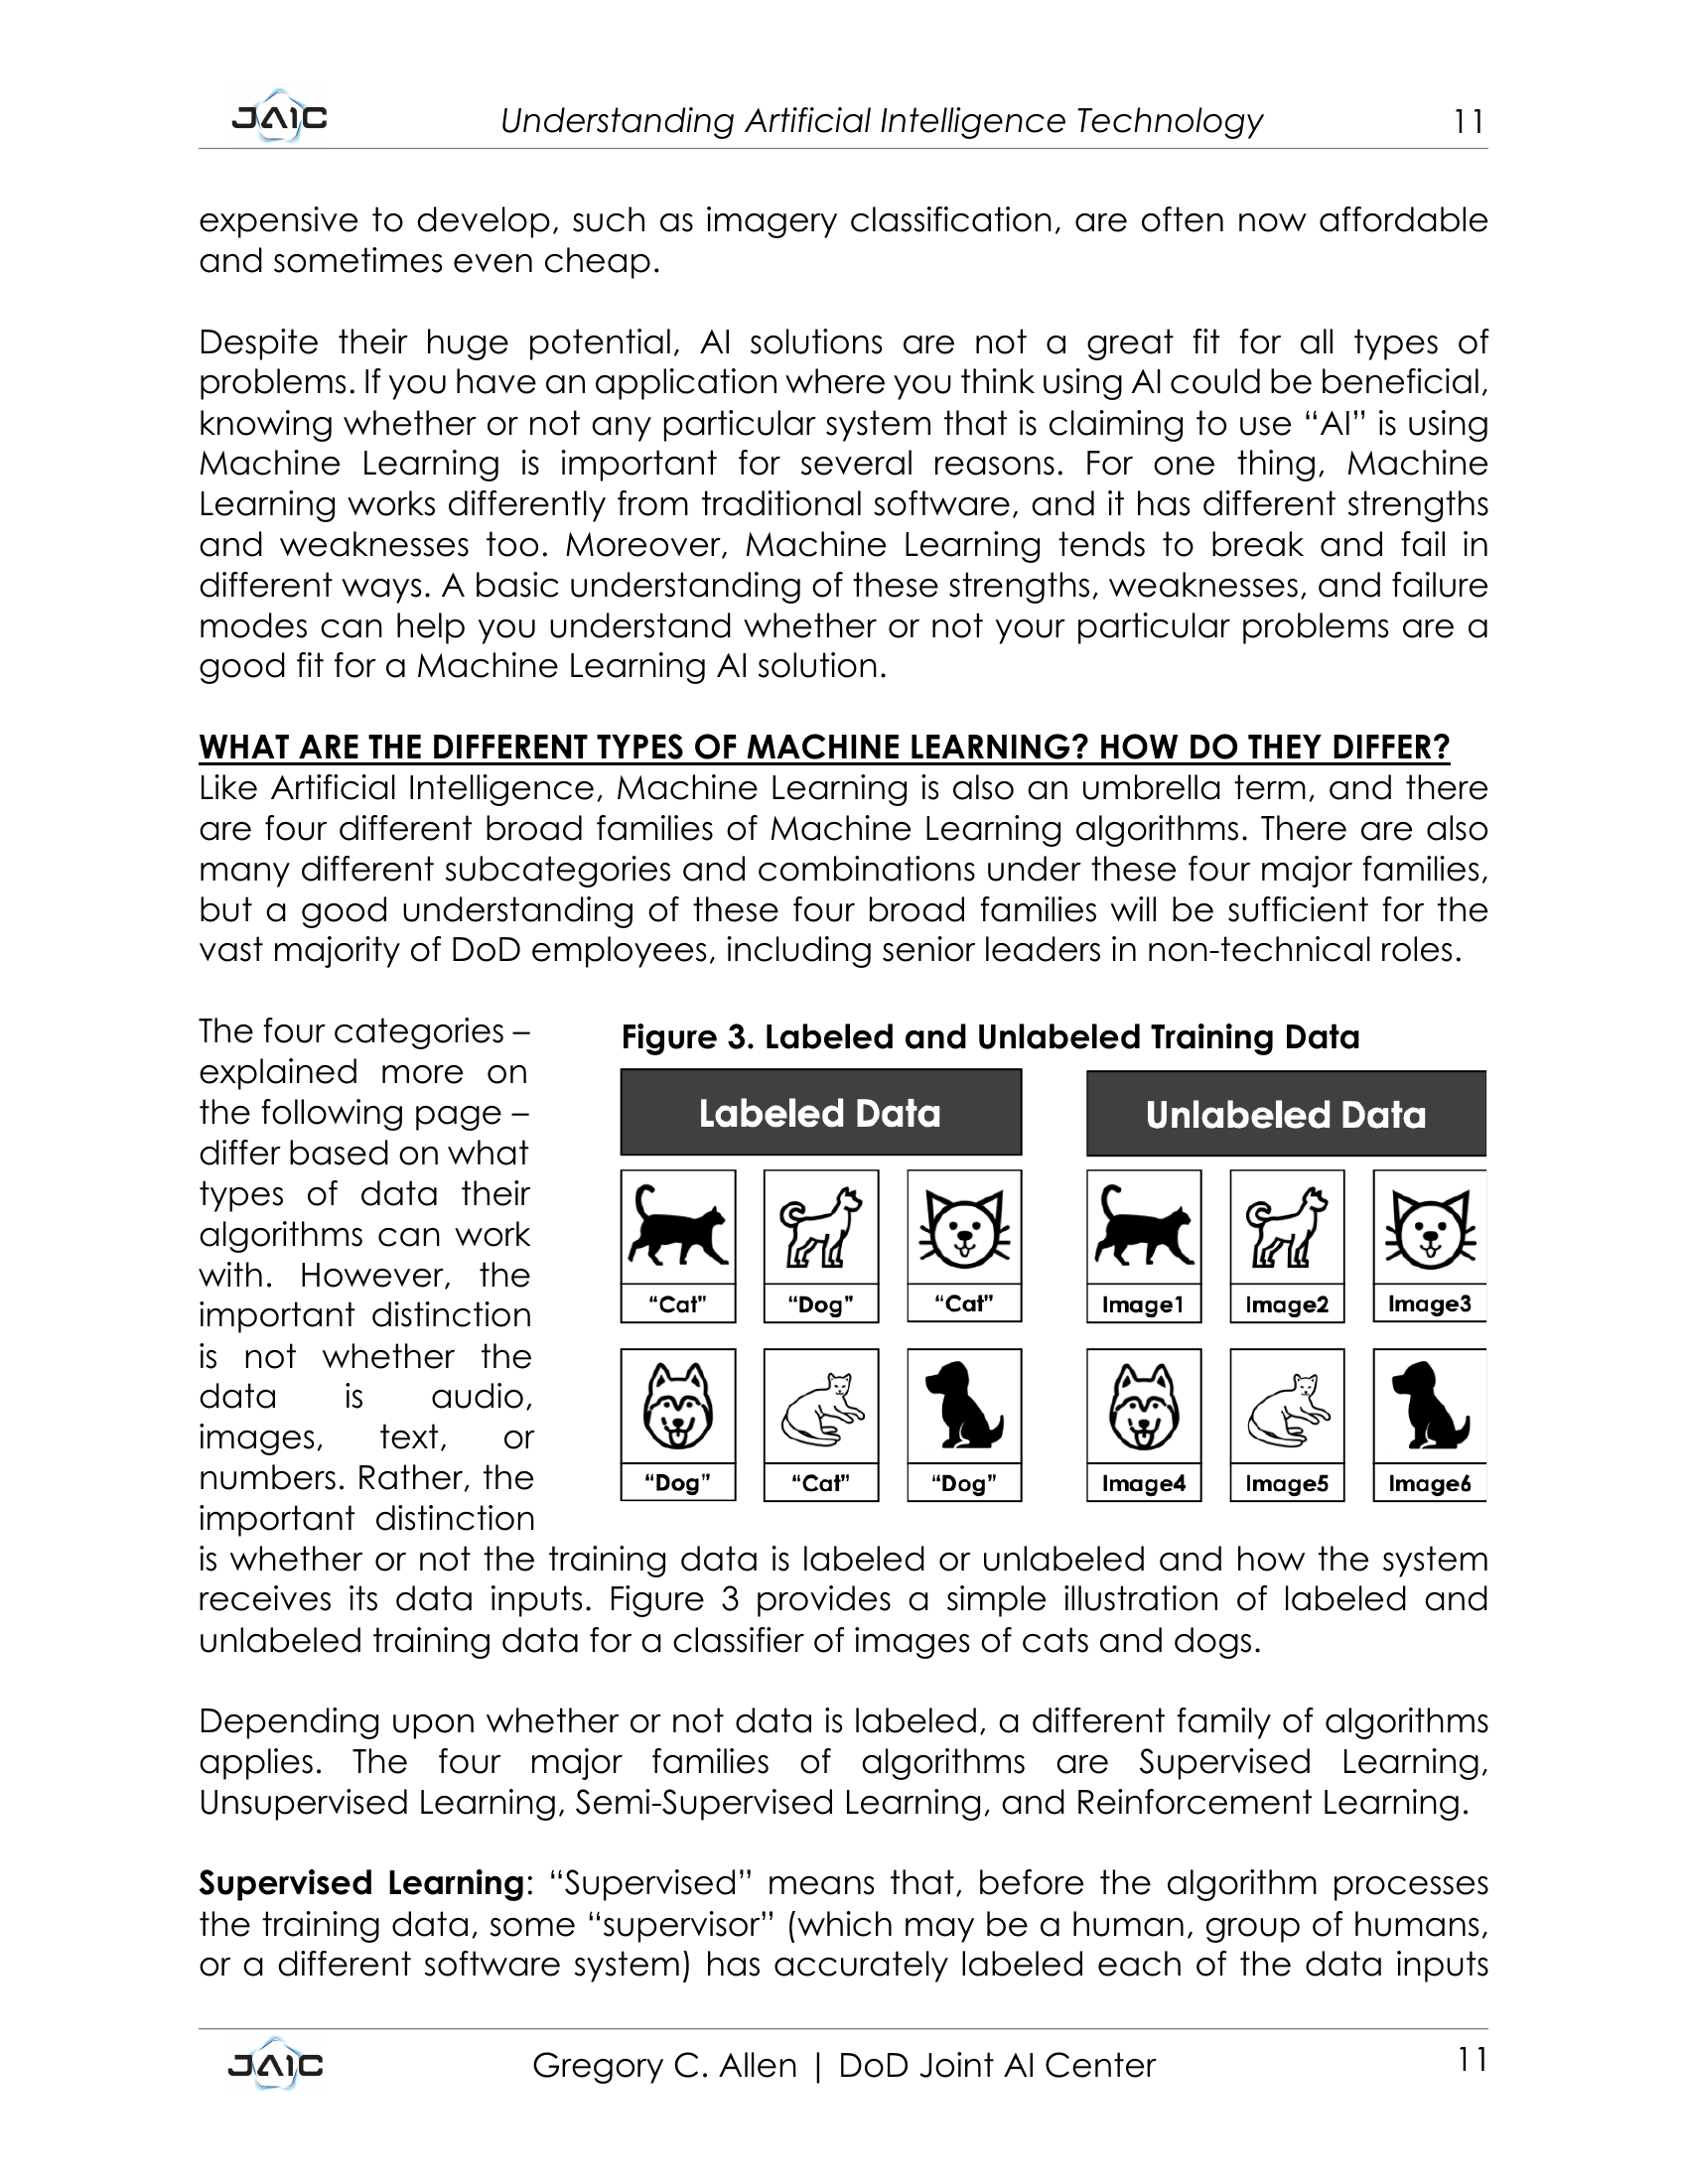 JAIC
Understanding Artificial Intelligence Technology
11
expensive to develop, such as imagery classification, are often now affordable
and sometimes even cheap.
Despite their huge potential, AI solutions are not a great fit for all types of
problems. If you have an application where you think using AI could be beneficial,
knowing whether or not any particular system that is claiming to use “AI” is using
Machine Learning is important for several reasons. For one thing, Machine
Learning works differently from traditional software, and it has different strengths
and weaknesses too. Moreover, Machine Learning tends to break and fail in
different ways. A basic understanding of these strengths, weaknesses, and failure
modes can help you understand whether or not your particular problems are a
good fit for a Machine Learning AI solution.
WHAT ARE THE DIFFERENT TYPES OF MACHINE LEARNING? HOW DO THEY DIFFER?
Like Artificial Intelligence, Machine Learning is also an umbrella term, and there
are four different broad families of Machine Learning algorithms. There are also
many different subcategories and combinations under these four major families,
but a good understanding of these four broad families will be sufficient for the
vast majority of DoD employees, including senior leaders in non-technical roles.
The four categories –
explained more on
the following page –
differ based on what
types of data their
algorithms can work
with. However, the
important distinction
is not whether the
data is audio,
images, text, or
numbers. Rather, the
important distinction
Figure 3. Labeled and Unlabeled Training Data
Labeled Data
Unlabeled Data
“Cat”
“Dog”
“Cat”
Image1
Image2
Image3
“Dog”
“Cat”
“Dog”
Image4
Image5
Image6
is whether or not the training data is labeled or unlabeled and how the system
receives its data inputs. Figure 3 provides a simple illustration of labeled and
unlabeled training data for a classifier of images of cats and dogs.
Depending upon whether or not data is labeled, a different family of algorithms
applies. The four major families of algorithms are Supervised Learning,
Unsupervised Learning, Semi-Supervised Learning, and Reinforcement Learning.
Supervised Learning: “Supervised” means that, before the algorithm processes
the training data, some “supervisor” (which may be a human, group of humans,
or a different software system) has accurately labeled each of the data inputs
JAIC
Gregory C. Allen | DoD Joint AI Center
11